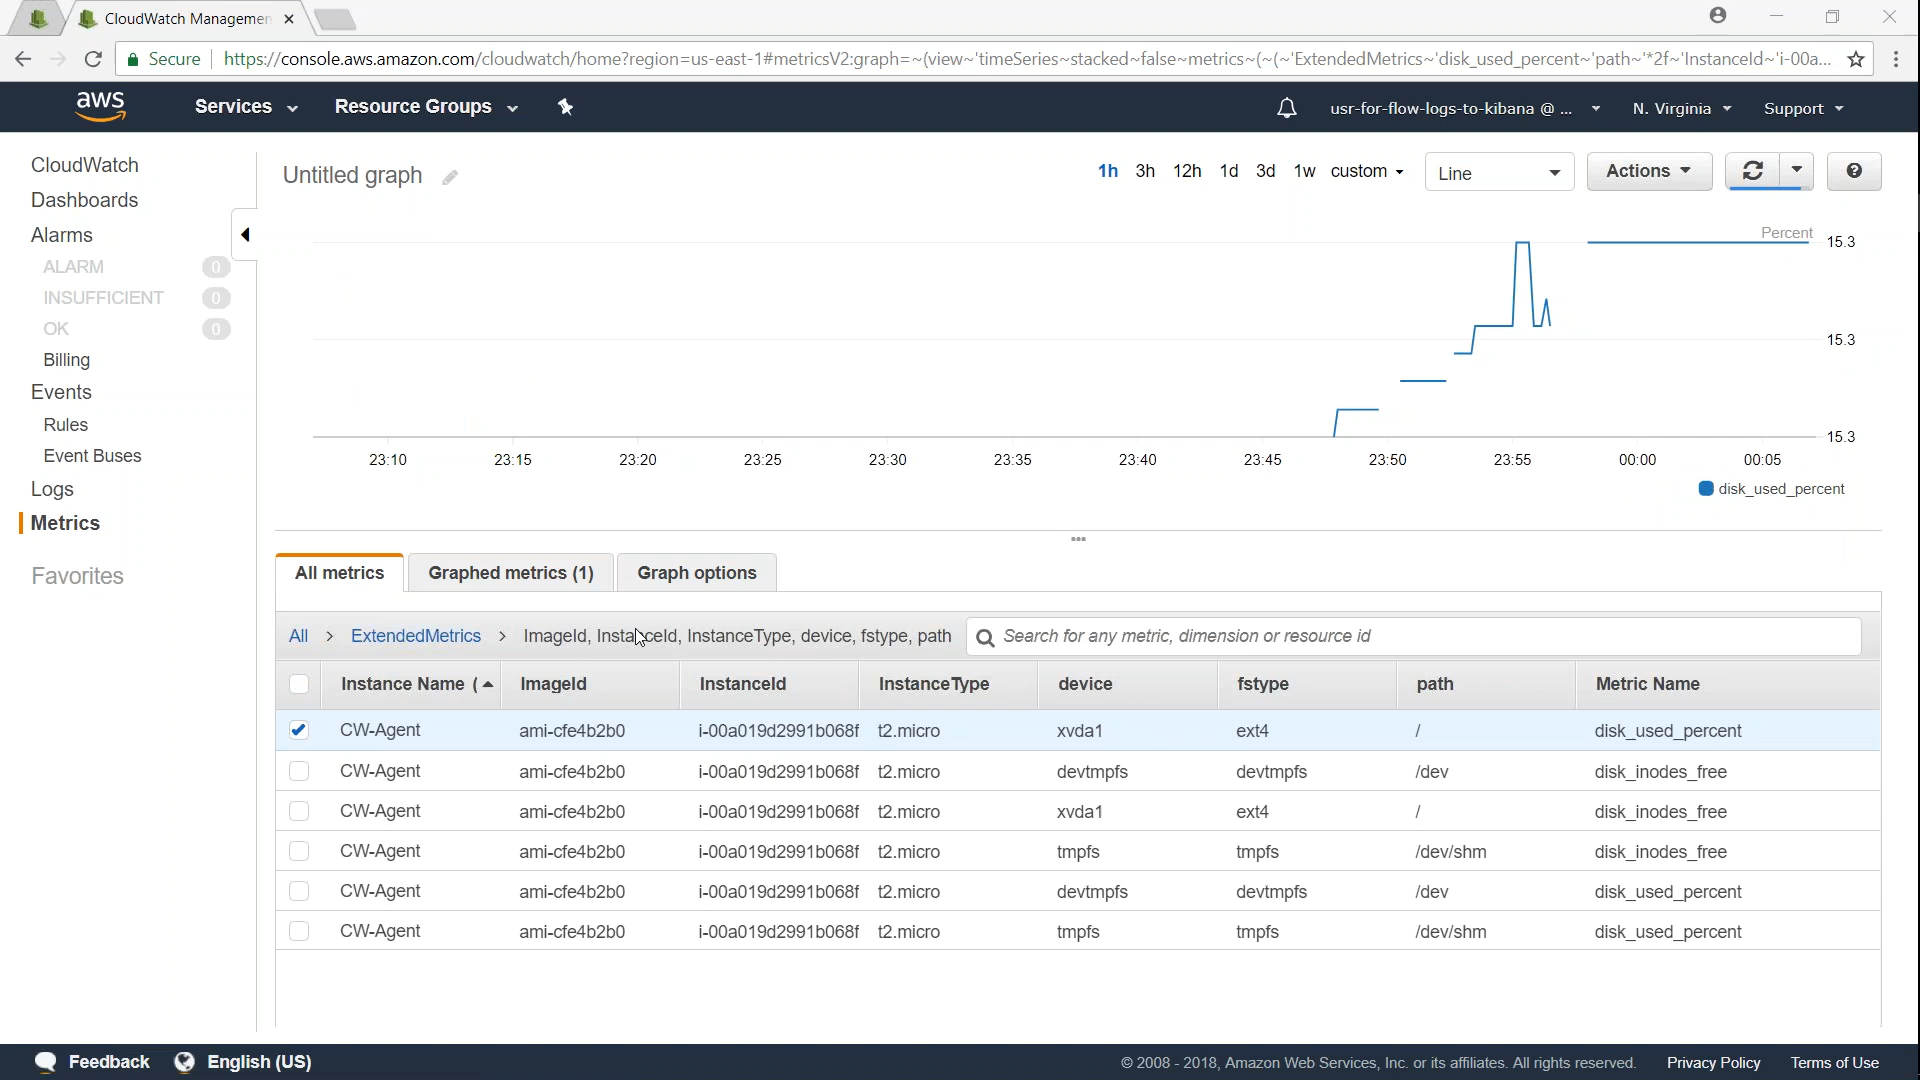 CloudWatch Managemen
Secure
https://console.aws.amazon.com/cloudwatch/home?region=us-east-1#metricsV2:graph=~(view~'timeSeries~stacked~false~metrics~(~(~'ExtendedMetrics~'disk_used_percent~'path~'*2f~'InstanceId~'i-00a...
aws Services Resource Groups usr-for-flow-logs-to-kibana @ ... N. Virginia Support
CloudWatch
Dashboards
Alarms
ALARM 0
INSUFFICIENT 0
OK 0
Billing
Events
Rules
Event Buses
Logs
Metrics
Favorites
Untitled graph
1h 3h 12h 1d 3d 1w custom Line Actions ?
Percent
15.3
15.3
15.3
23:10 23:15 23:20 23:25 23:30 23:35 23:40 23:45 23:50 23:55 00:00 00:05
disk_used_percent
All metrics Graphed metrics (1) Graph options
All > ExtendedMetrics > ImageId, InstanceId, InstanceType, device, fstype, path Search for any metric, dimension or resource id
Instance Name ( ImageId InstanceId InstanceType device fstype path Metric Name
CW-Agent ami-cfe4b2b0 i-00a019d2991b068f t2.micro xvda1 ext4 / disk_used_percent
CW-Agent ami-cfe4b2b0 i-00a019d2991b068f t2.micro devtmpfs devtmpfs /dev disk_inodes_free
CW-Agent ami-cfe4b2b0 i-00a019d2991b068f t2.micro xvda1 ext4 / disk_inodes_free
CW-Agent ami-cfe4b2b0 i-00a019d2991b068f t2.micro tmpfs tmpfs /dev/shm disk_inodes_free
CW-Agent ami-cfe4b2b0 i-00a019d2991b068f t2.micro devtmpfs devtmpfs /dev disk_used_percent
CW-Agent ami-cfe4b2b0 i-00a019d2991b068f t2.micro tmpfs tmpfs /dev/shm disk_used_percent
Feedback English (US) © 2008 - 2018, Amazon Web Services, Inc. or its affiliates. All rights reserved. Privacy Policy Terms of Use